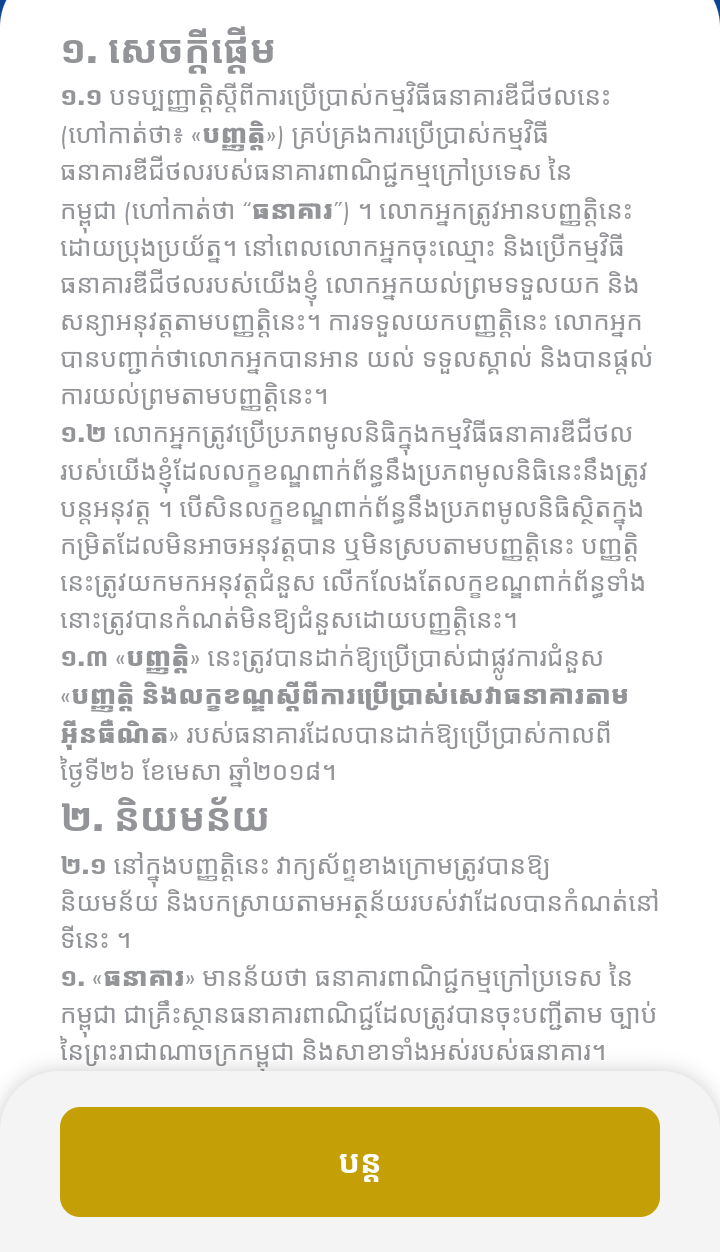 ១. សេចក្តីផ្តើម
១.១ បទប្បញ្ញាត្តិស្តីពីការប្រើប្រាស់កម្មវិធីធនាគារឌីជីថលនេះ
(ហៅកាត់ថា៖ «បញ្ញត្តិ») គ្រប់គ្រងការប្រើប្រាស់កម្មវិធី
ធនាគារឌីជីថលរបស់ធនាគារពាណិជ្ជកម្មក្រៅប្រទេស នៃ
កម្ពុជា (ហៅកាត់ថា “ធនាគារ”) ។ លោកអ្នកត្រូវអានបញ្ញត្តិនេះ
ដោយប្រុងប្រយ័ត្ន។ នៅពេលលោកអ្នកចុះឈ្មោះ និងប្រើកម្មវិធី
ធនាគារឌីជីថលរបស់យើងខ្ញុំ លោកអ្នកយល់ព្រមទទួលយក និង
សន្យាអនុវត្តតាមបញ្ញត្តិនេះ។ ការទទួលយកបញ្ញត្តិនេះ លោកអ្នក
បានបញ្ជាក់ថាលោកអ្នកបានអាន យល់ ទទួលស្គាល់ និងបានផ្តល់
ការយល់ព្រមតាមបញ្ញត្តិនេះ។
១.២ លោកអ្នកត្រូវប្រើប្រភពមូលនិធិក្នុងកម្មវិធីធនាគារឌីជីថល
របស់យើងខ្ញុំដែលលក្ខខណ្ឌពាក់ព័ន្ធនឹងប្រភពមូលនិធិនេះនឹងត្រូវ
បន្តអនុវត្ត ។ បើសិនលក្ខខណ្ឌពាក់ព័ន្ធនឹងប្រភពមូលនិធិស្ថិតក្នុង
កម្រិតដែលមិនអាចអនុវត្តបាន ឬមិនស្របតាមបញ្ញត្តិនេះ បញ្ញត្តិ
នេះត្រូវយកមកអនុវត្តជំនួស លើកលែងតែលក្ខខណ្ឌពាក់ព័ន្ធទាំង
នោះត្រូវបានកំណត់មិនឱ្យជំនួសដោយបញ្ញត្តិនេះ។
១.៣ «បញ្ញត្តិ» នេះត្រូវបានដាក់ឱ្យប្រើប្រាស់ជាផ្លូវការជំនួស
«បញ្ញត្តិ និងលក្ខខណ្ឌស្តីពីការប្រើប្រាស់សេវាធនាគារតាម
អ៊ីនធឺណិត» របស់ធនាគារដែលបានដាក់ឱ្យប្រើប្រាស់កាលពី
ថ្ងៃទី២៦ ខែមេសា ឆ្នាំ២០១៨។
២. និយមន័យ
២.១ នៅក្នុងបញ្ញត្តិនេះ វាក្យស័ព្ទខាងក្រោមត្រូវបានឱ្យ
និយមន័យ និងបកស្រាយតាមអត្ថន័យរបស់វាដែលបានកំណត់នៅ
ទីនេះ ។
១. «ធនាគារ» មានន័យថា ធនាគារពាណិជ្ជកម្មក្រៅប្រទេស នៃ
កម្ពុជា ជាគ្រឹះស្ថានធនាគារពាណិជ្ជដែលត្រូវបានចុះបញ្ជីតាម ច្បាប់
នៃព្រះរាជាណាចក្រកម្ពុជា និងសាខាទាំងអស់របស់ធនាគារ។
បន្ត